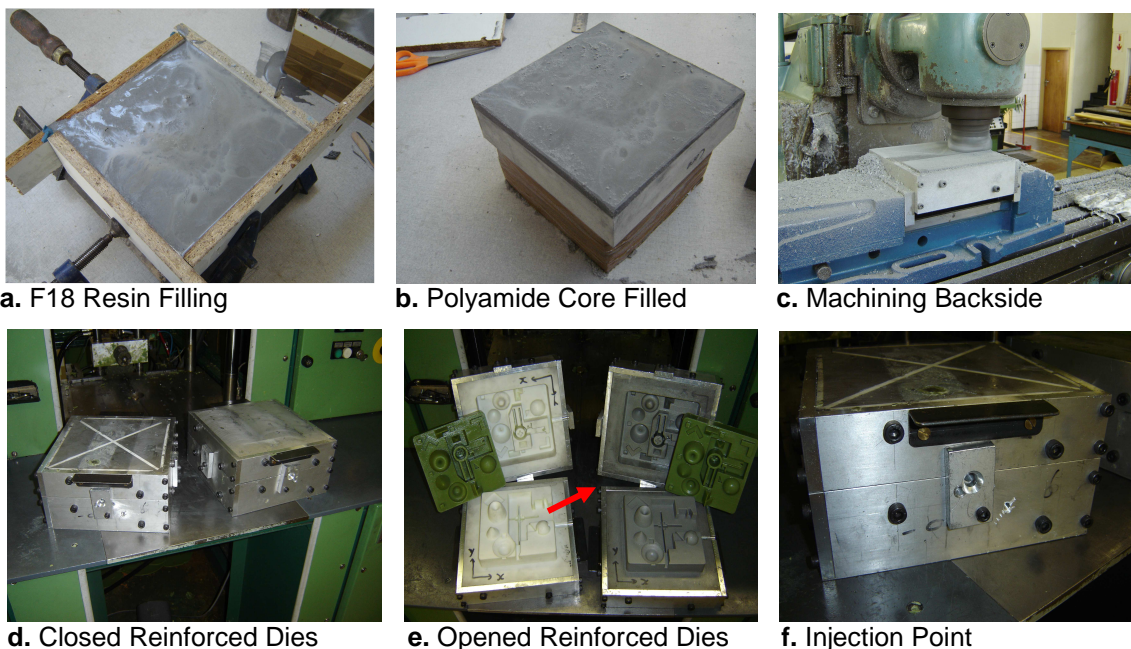 a. F18 Resin Filling
b. Polyamide Core Filled
c. Machining Backside
d. Closed Reinforced Dies
e. Opened Reinforced Dies
X
X
Y
X
Y
X
f. Injection Point